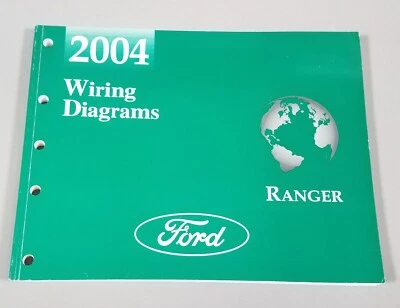 2004
Wiring
Diagrams
RANGER
Ford